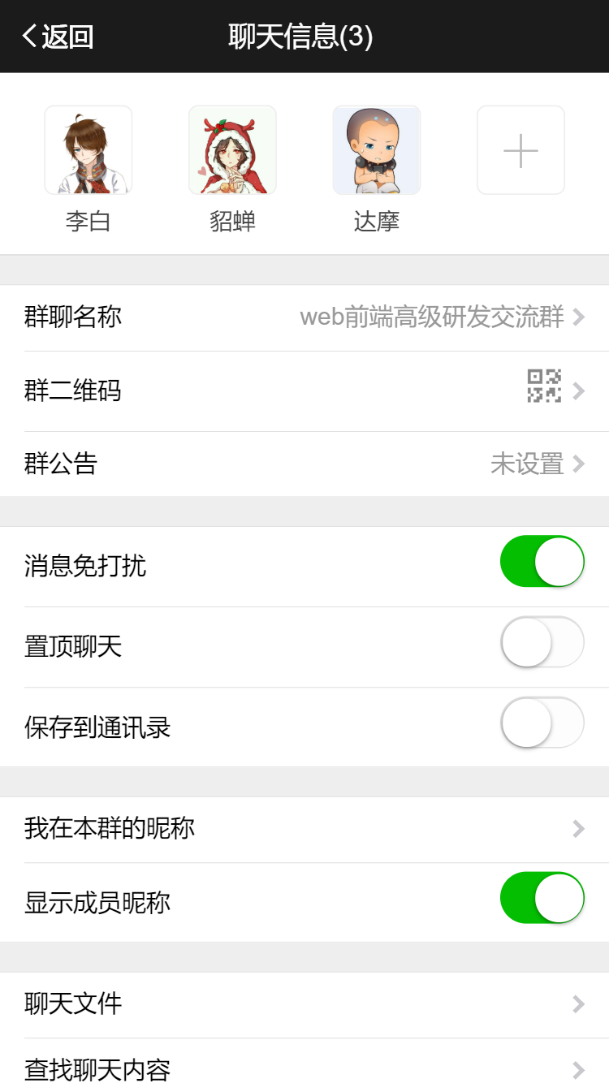 返回
聊天信息(3)
李白
貂蝉
达摩
群聊名称
web前端高级研发交流群
群二维码
群公告
未设置
消息免打扰
置顶聊天
保存到通讯录
我在本群的昵称
显示成员昵称
聊天文件
查找聊天内容